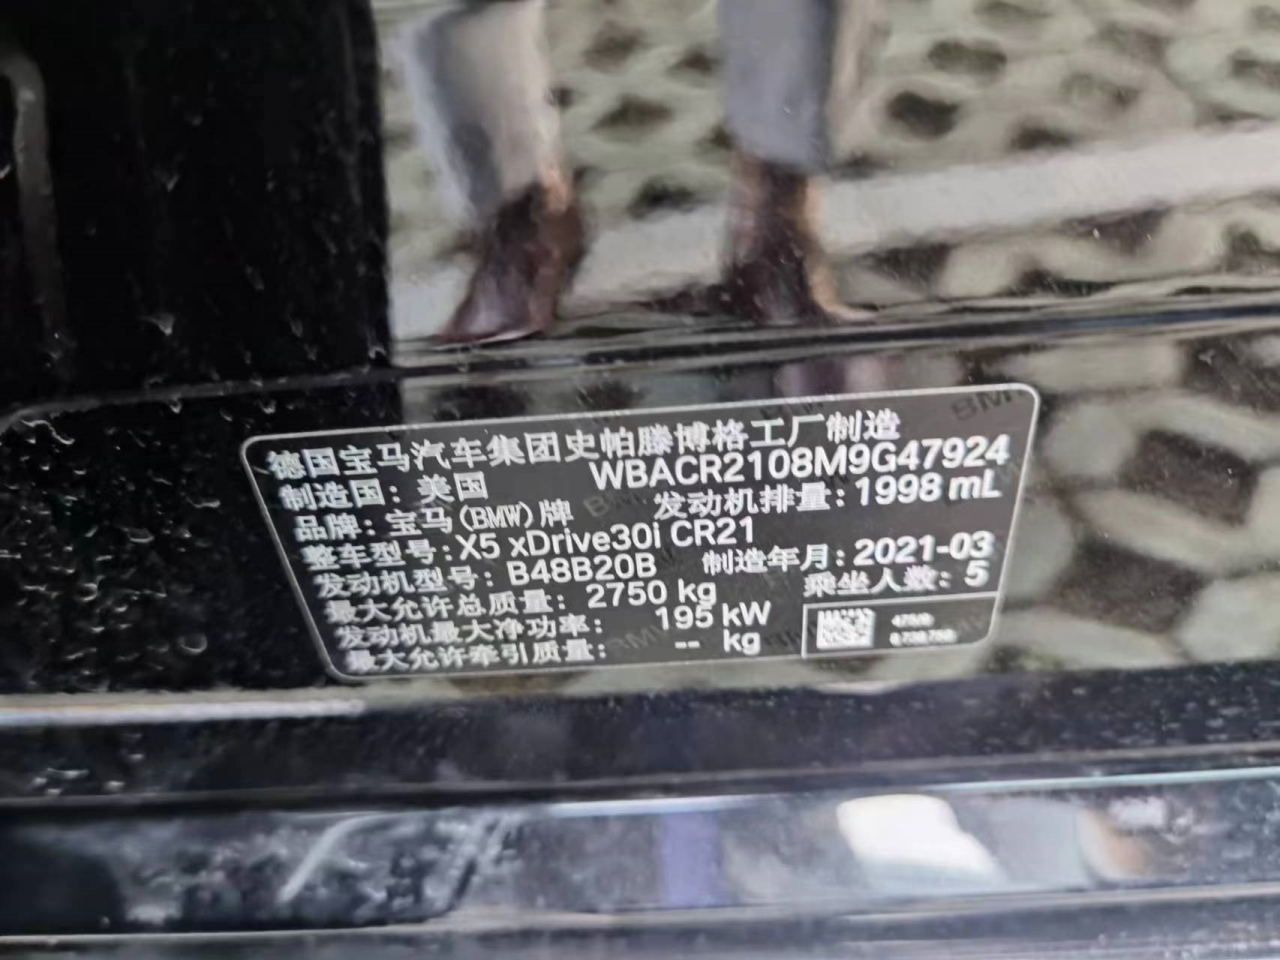 德国宝马汽车集团史帕滕博格工厂制造
制造国：美国 WBACR2108M9G47924
品牌：宝马(BMW)牌 发动机排量：1998 mL
整车型号：X5 xDrive30i CR21
发动机型号：B48B20B 制造年月：2021-03
最大允许总质量：2750 kg 乘坐人数：5
发动机最大净功率： 195 kW
最大允许牵引质量： -- kg